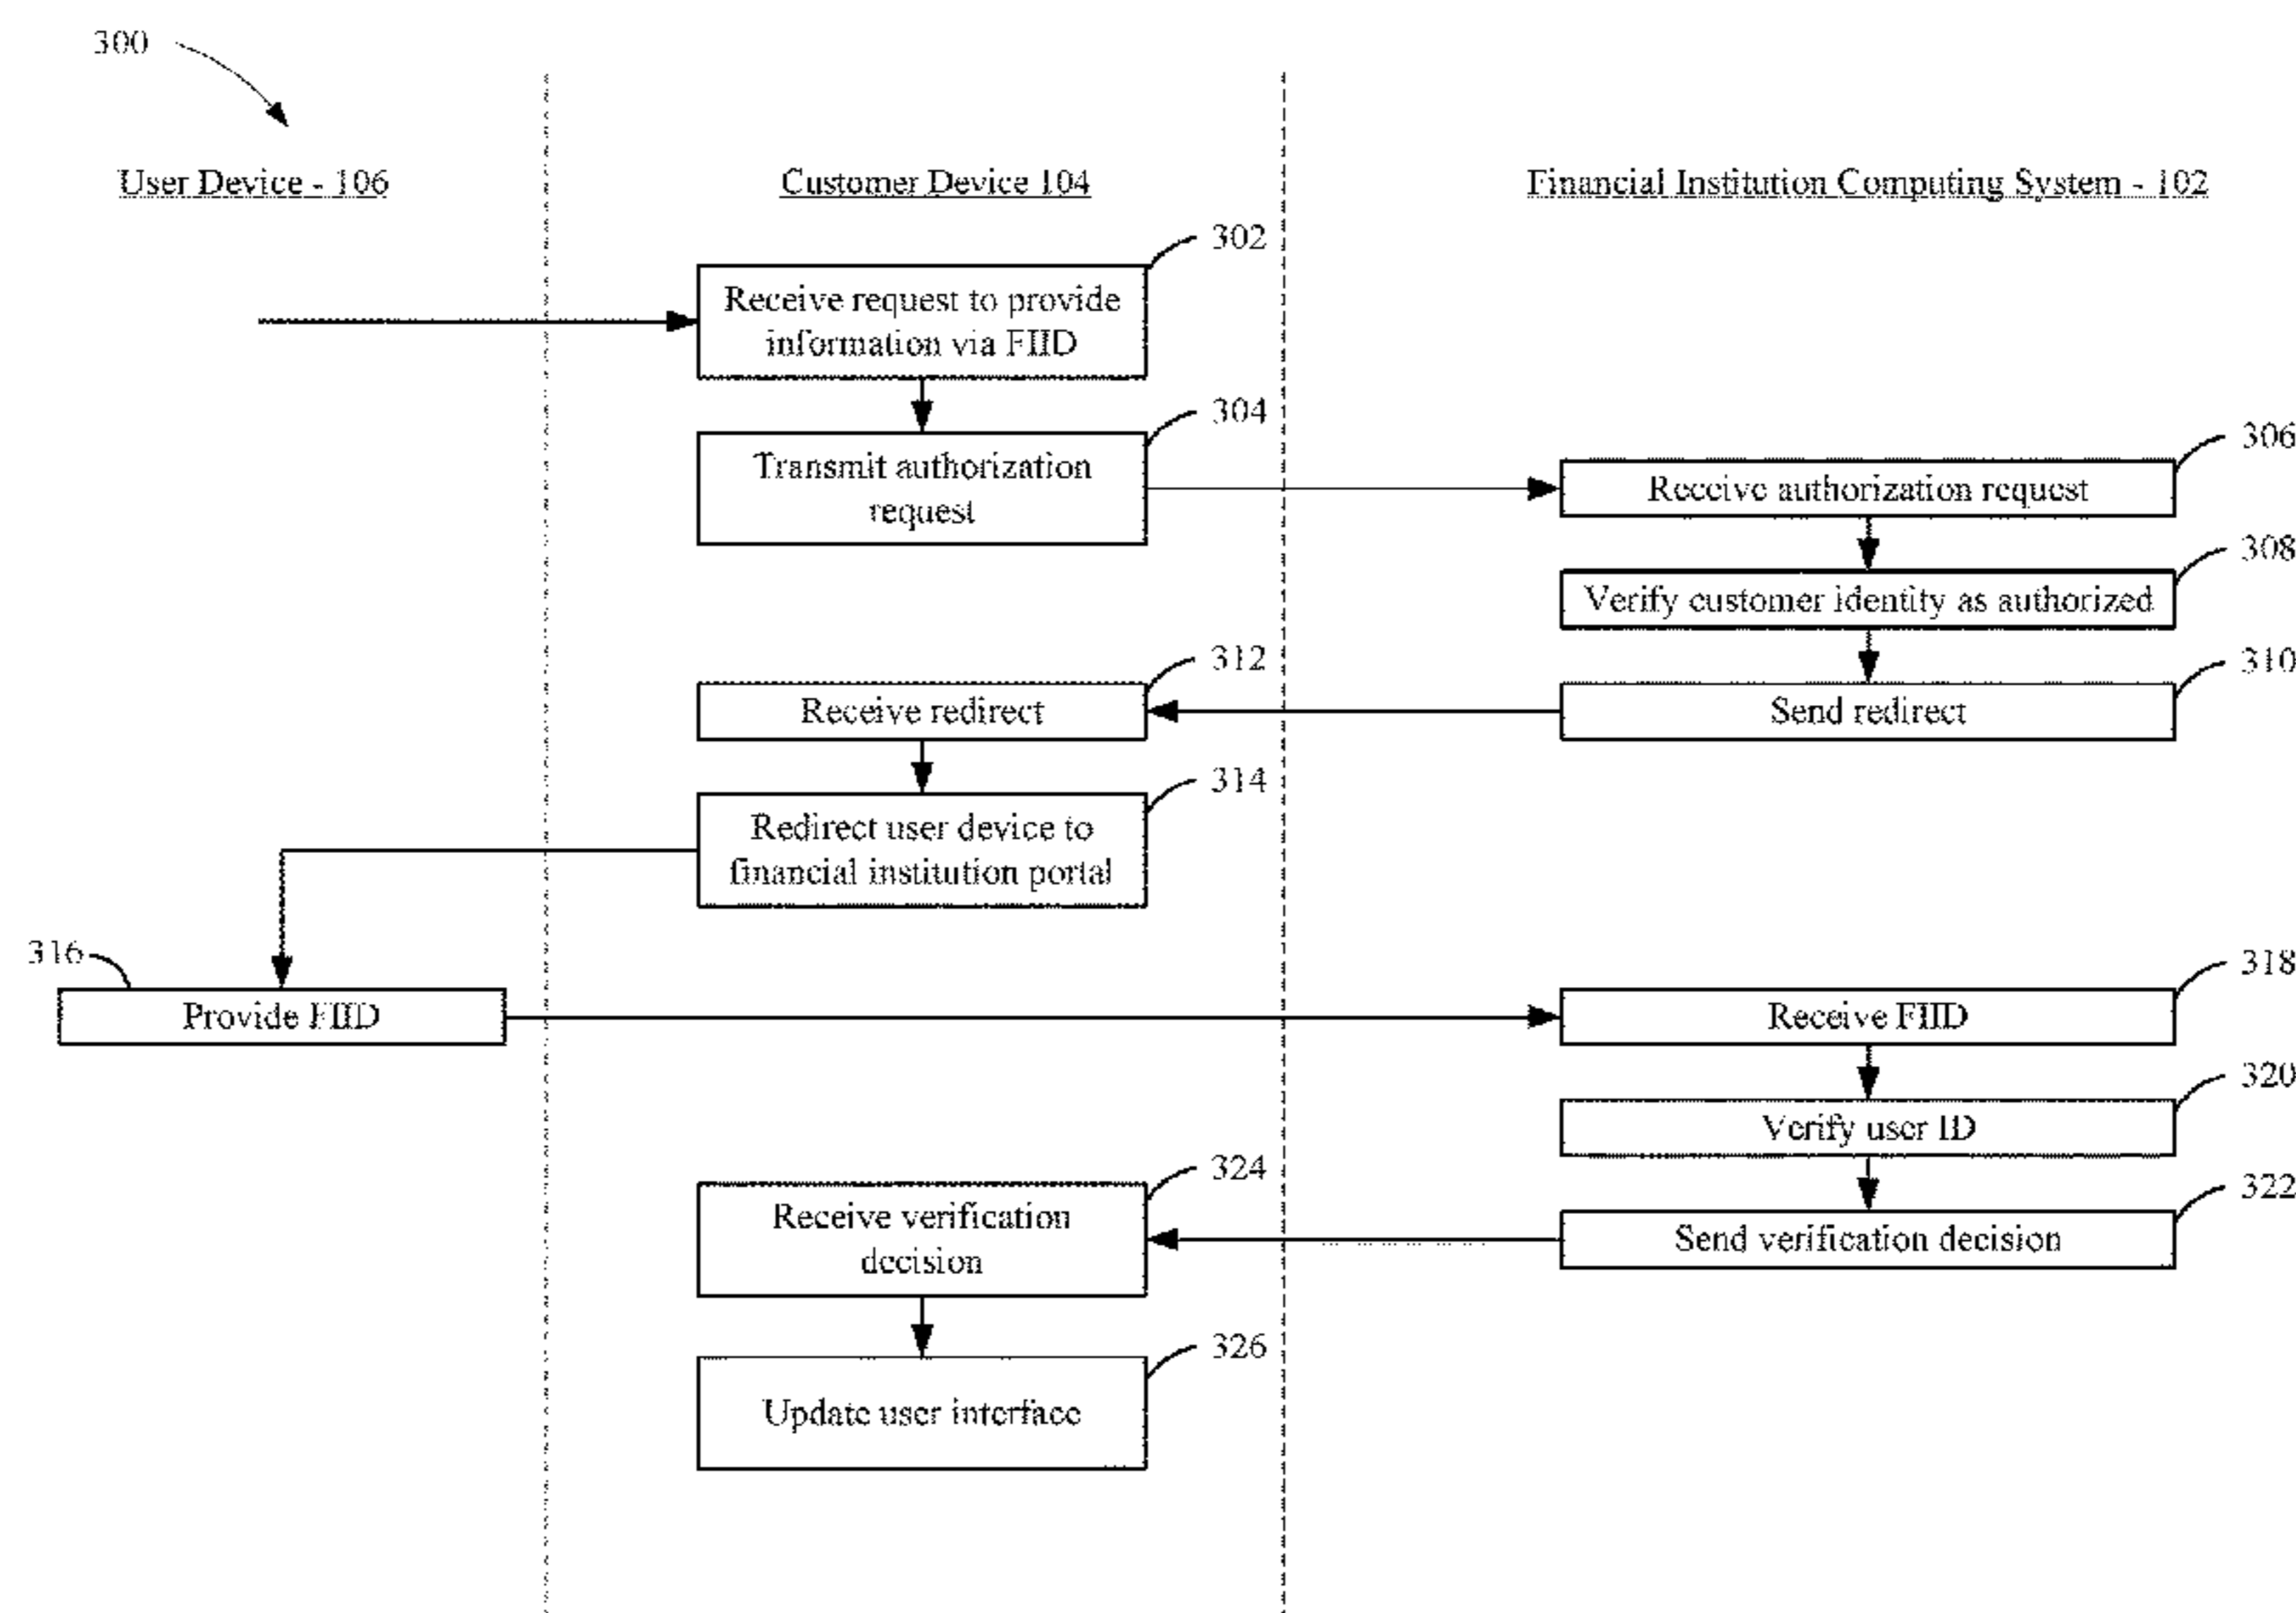 300
User Device - 106
Customer Device 104
Financial Institution Computing System - 102
302
Receive request to provide
information via FIID
304
Transmit authorization
request
306
Receive authorization request
308
Verify customer identity as authorized
310
Send redirect
312
Receive redirect
314
Redirect user device to
financial institution portal
316
Provide FIID
318
Receive FIID
320
Verify user ID
322
Send verification decision
324
Receive verification
decision
326
Update user interface